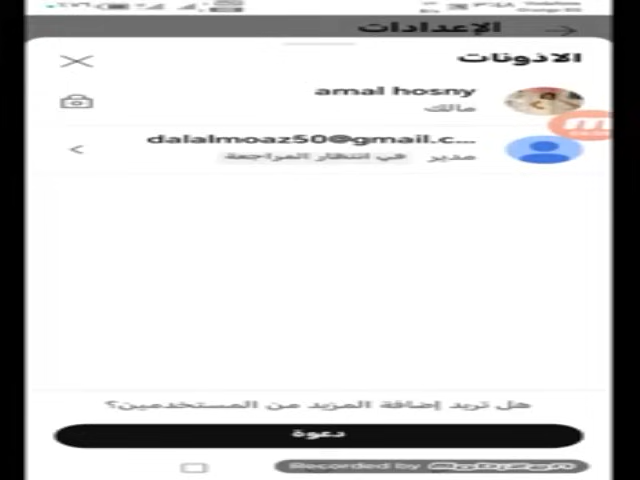 الإعدادات
الاذونات
amal hosny
مالك
dalalmoaz50@gmail.c...
مدير في انتظار المراجعة
هل تريد إضافة المزيد من المستخدمين؟
دعوة
Recorded by